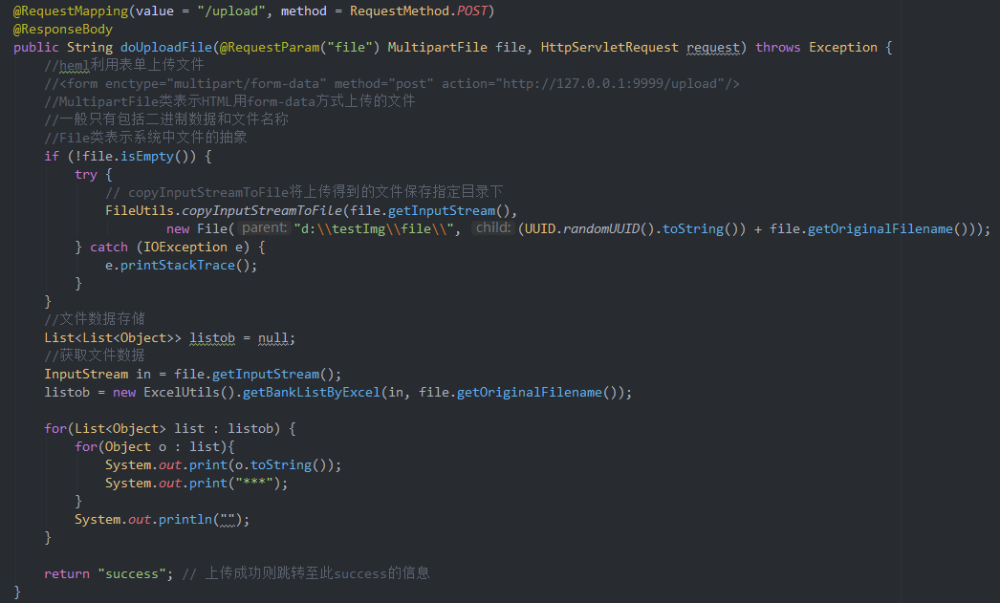 @RequestMapping(value = "/upload", method = RequestMethod.POST)
@ResponseBody
public String doUploadFile(@RequestParam("file") MultipartFile file, HttpServletRequest request) throws Exception {
//heml利用表单上传文件
//<form enctype="multipart/form-data" method="post" action="http://127.0.0.1:9999/upload"/>
//MultipartFile类表示HTML用form-data方式上传的文件
//一般只有包括二进制数据和文件名称
//File类表示系统中文件的抽象
if (!file.isEmpty()) {
try {
// copyInputStreamToFile将上传得到的文件保存指定目录下
FileUtils.copyInputStreamToFile(file.getInputStream(),
new File( parent: "d:\\testImg\\file\\", child: (UUID.randomUUID().toString()) + file.getOriginalFilename()));
} catch (IOException e) {
e.printStackTrace();
}
}
//文件数据存储
List<List<Object>> listob = null;
//获取文件数据
InputStream in = file.getInputStream();
listob = new ExcelUtils().getBankListByExcel(in, file.getOriginalFilename());
for(List<Object> list : listob) {
for(Object o : list){
System.out.print(o.toString());
System.out.print("***");
}
System.out.println("");
}
return "success"; // 上传成功则跳转至此success的信息
}